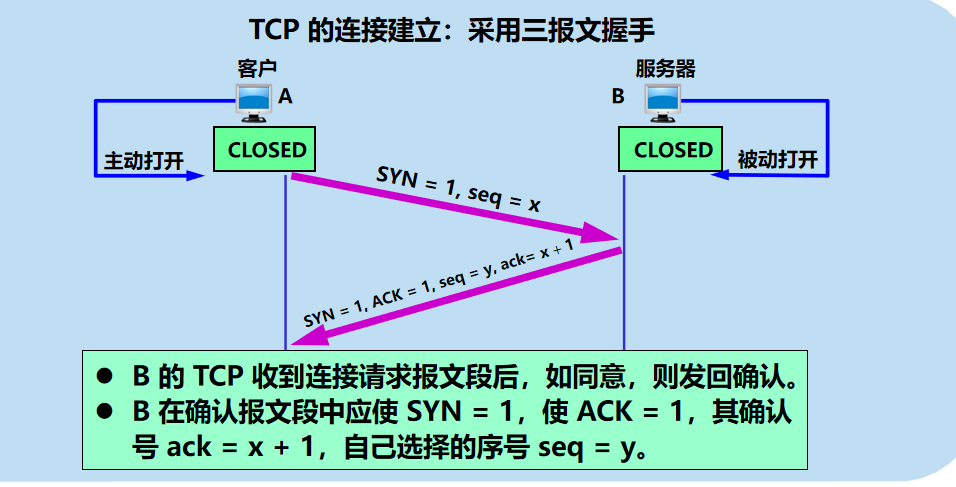 TCP 的连接建立：采用三报文握手
客户
服务器
A
B
CLOSED
CLOSED
主动打开
被动打开
SYN = 1, seq = x
SYN = 1, ACK = 1, seq = y, ack= x + 1
● B 的 TCP 收到连接请求报文段后，如同意，则发回确认。
● B 在确认报文段中应使 SYN = 1，使 ACK = 1，其确认
号 ack = x + 1，自己选择的序号 seq = y。